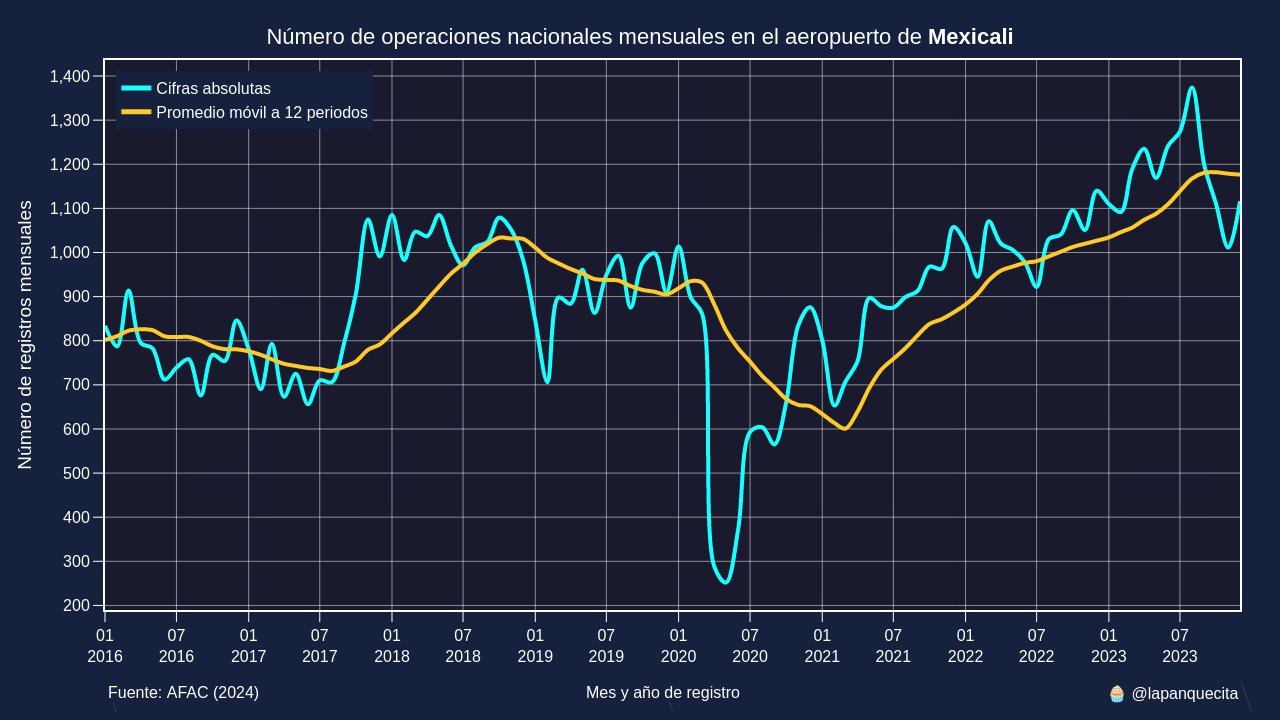 Número de operaciones nacionales mensuales en el aeropuerto de Mexicali
Cifras absolutas
Promedio móvil a 12 periodos
Número de registros mensuales
1,400
1,300
1,200
1,100
1,000
900
800
700
600
500
400
300
200
01 07 01 07 01 07 01 07 01 07 01 07 01 07 01 07
2016 2016 2017 2017 2018 2018 2019 2019 2020 2020 2021 2021 2022 2022 2023 2023
Fuente: AFAC (2024) Mes y año de registro 🧁 @lapanquecita